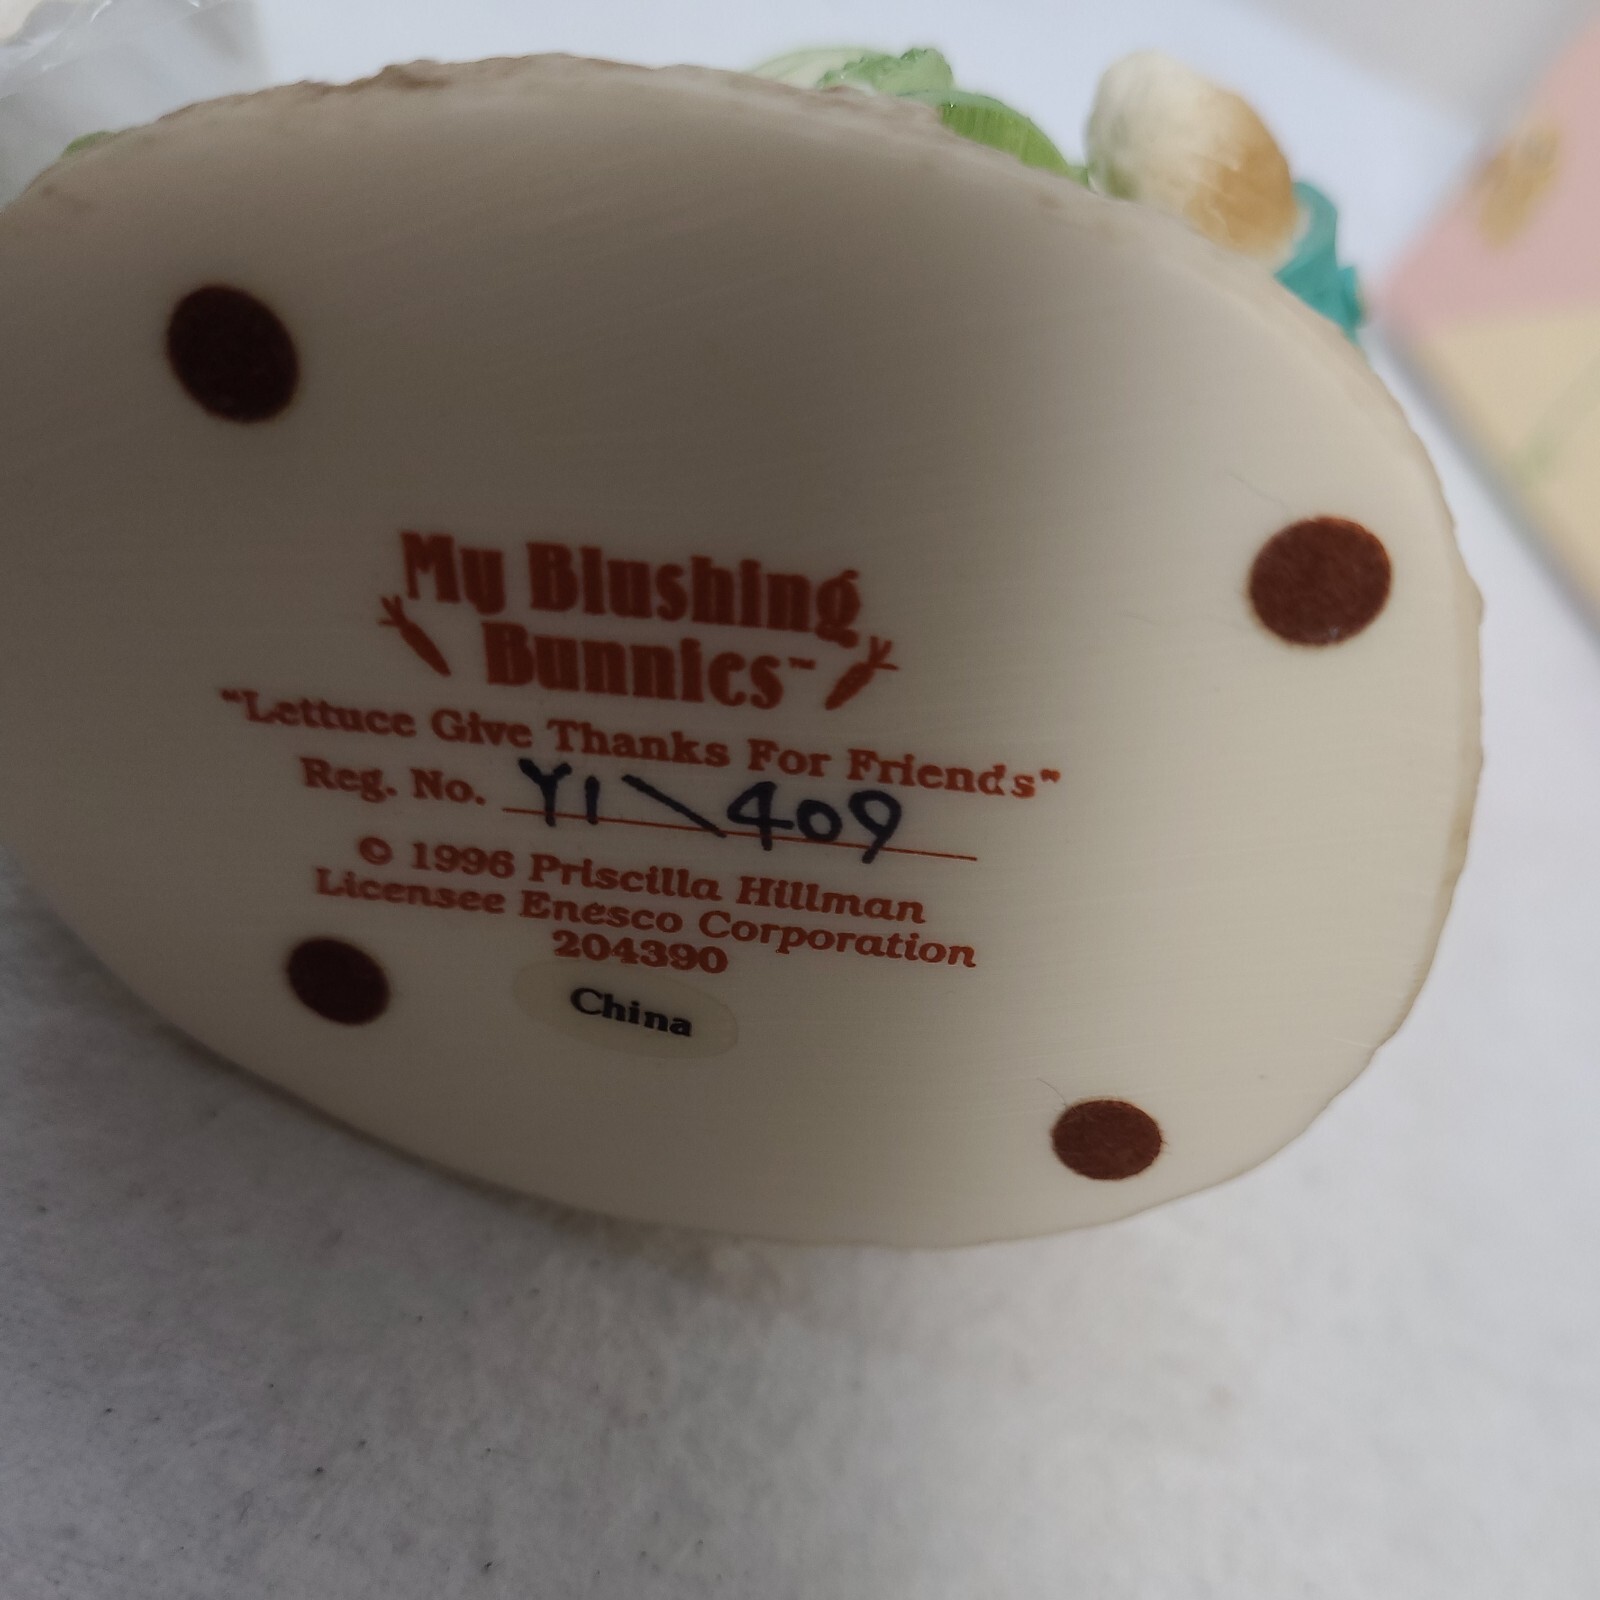 My Blushing
Bunnies™
"Lettuce Give Thanks For Friends"
Reg. No. Y1\409
© 1996 Priscilla Hillman
Licensee Enesco Corporation
204390
China